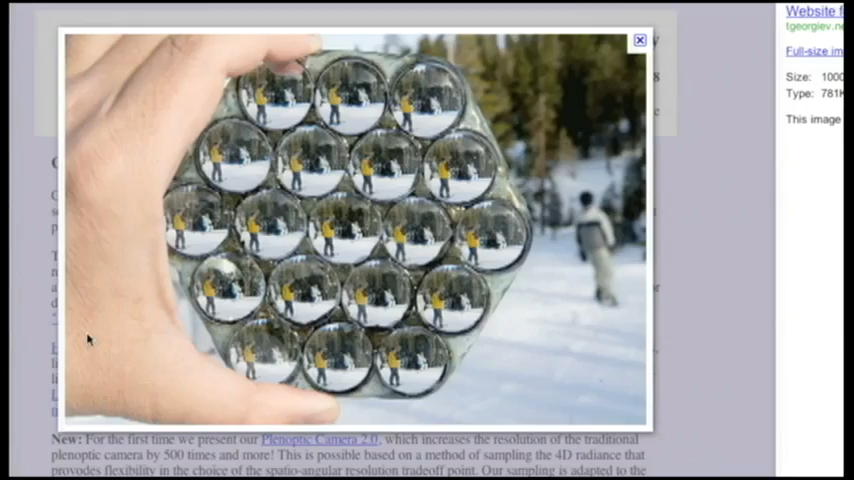 Website f
tgeorgiev.ne
Full-size im
Size: 1000
Type: 781K
This image
New: For the first time we present our Plenoptic Camera 2.0, which increases the resolution of the traditional
plenoptic camera by 500 times and more! This is possible based on a method of sampling the 4D radiance that
provodes flexibility in the choice of the spatio-angular resolution tradeoff point. Our sampling is adapted to the